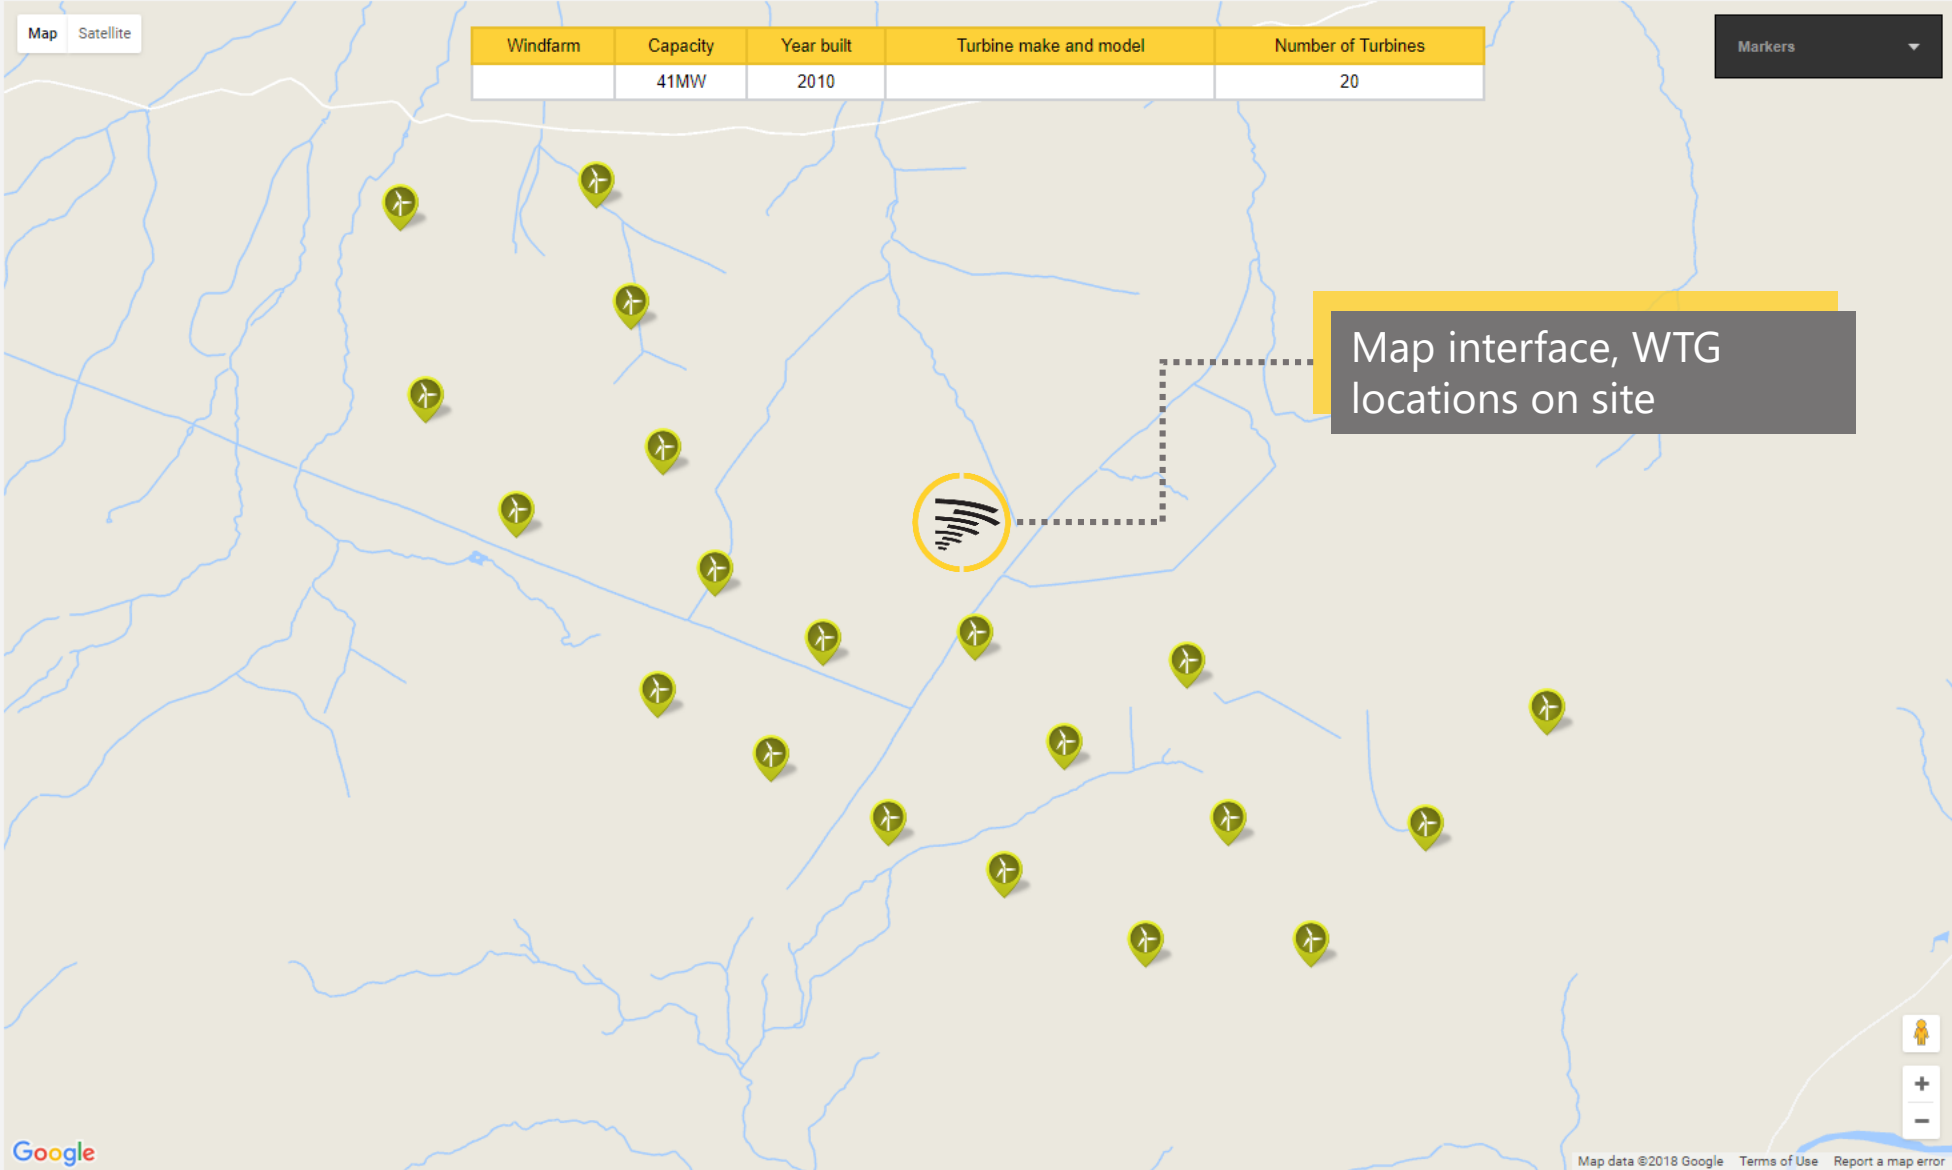 Map Satellite
Windfarm Capacity Year built Turbine make and model Number of Turbines
41MW 2010 20
Markers
Map interface, WTG
locations on site
Google
Map data ©2018 Google Terms of Use Report a map error